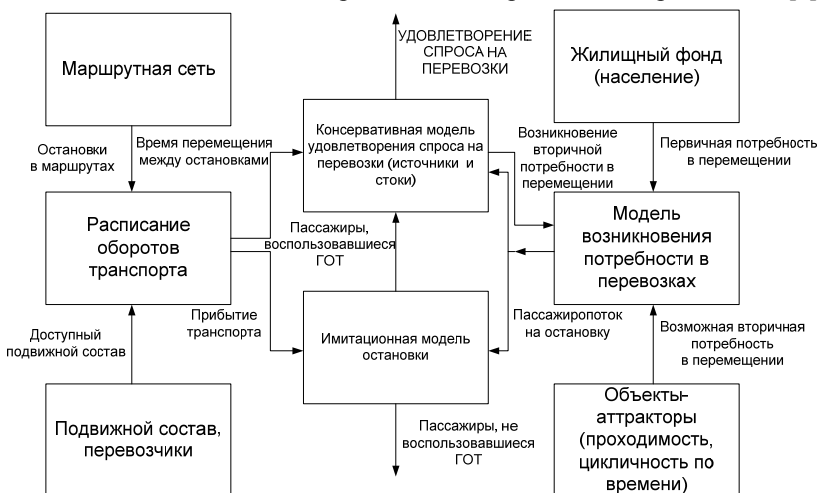 УДОВЛЕТВОРЕНИЕ
СПРОСА НА
ПЕРЕВОЗКИ
Маршрутная сеть
Жилищный фонд
(население)
Остановки
в маршрутах
Время перемещения
между остановками
Консервативная модель
удовлетворения спроса на
перевозки (источники и
стоки)
Возникновение
вторичной
потребности в
перемещении
Первичная потребность
в перемещении
Расписание
оборотов
транспорта
Пассажиры,
воспользовавшиеся
ГОТ
Модель
возникновения
потребности в
перевозках
Доступный
подвижной состав
Прибытие
транспорта
Имитационная модель
остановки
Пассажиропоток
на остановку
Возможная вторичная
потребность
в перемещении
Подвижной состав,
перевозчики
Пассажиры, не
воспользовавшиеся
ГОТ
Объекты-
аттракторы
(проходимость,
цикличность по
времени)